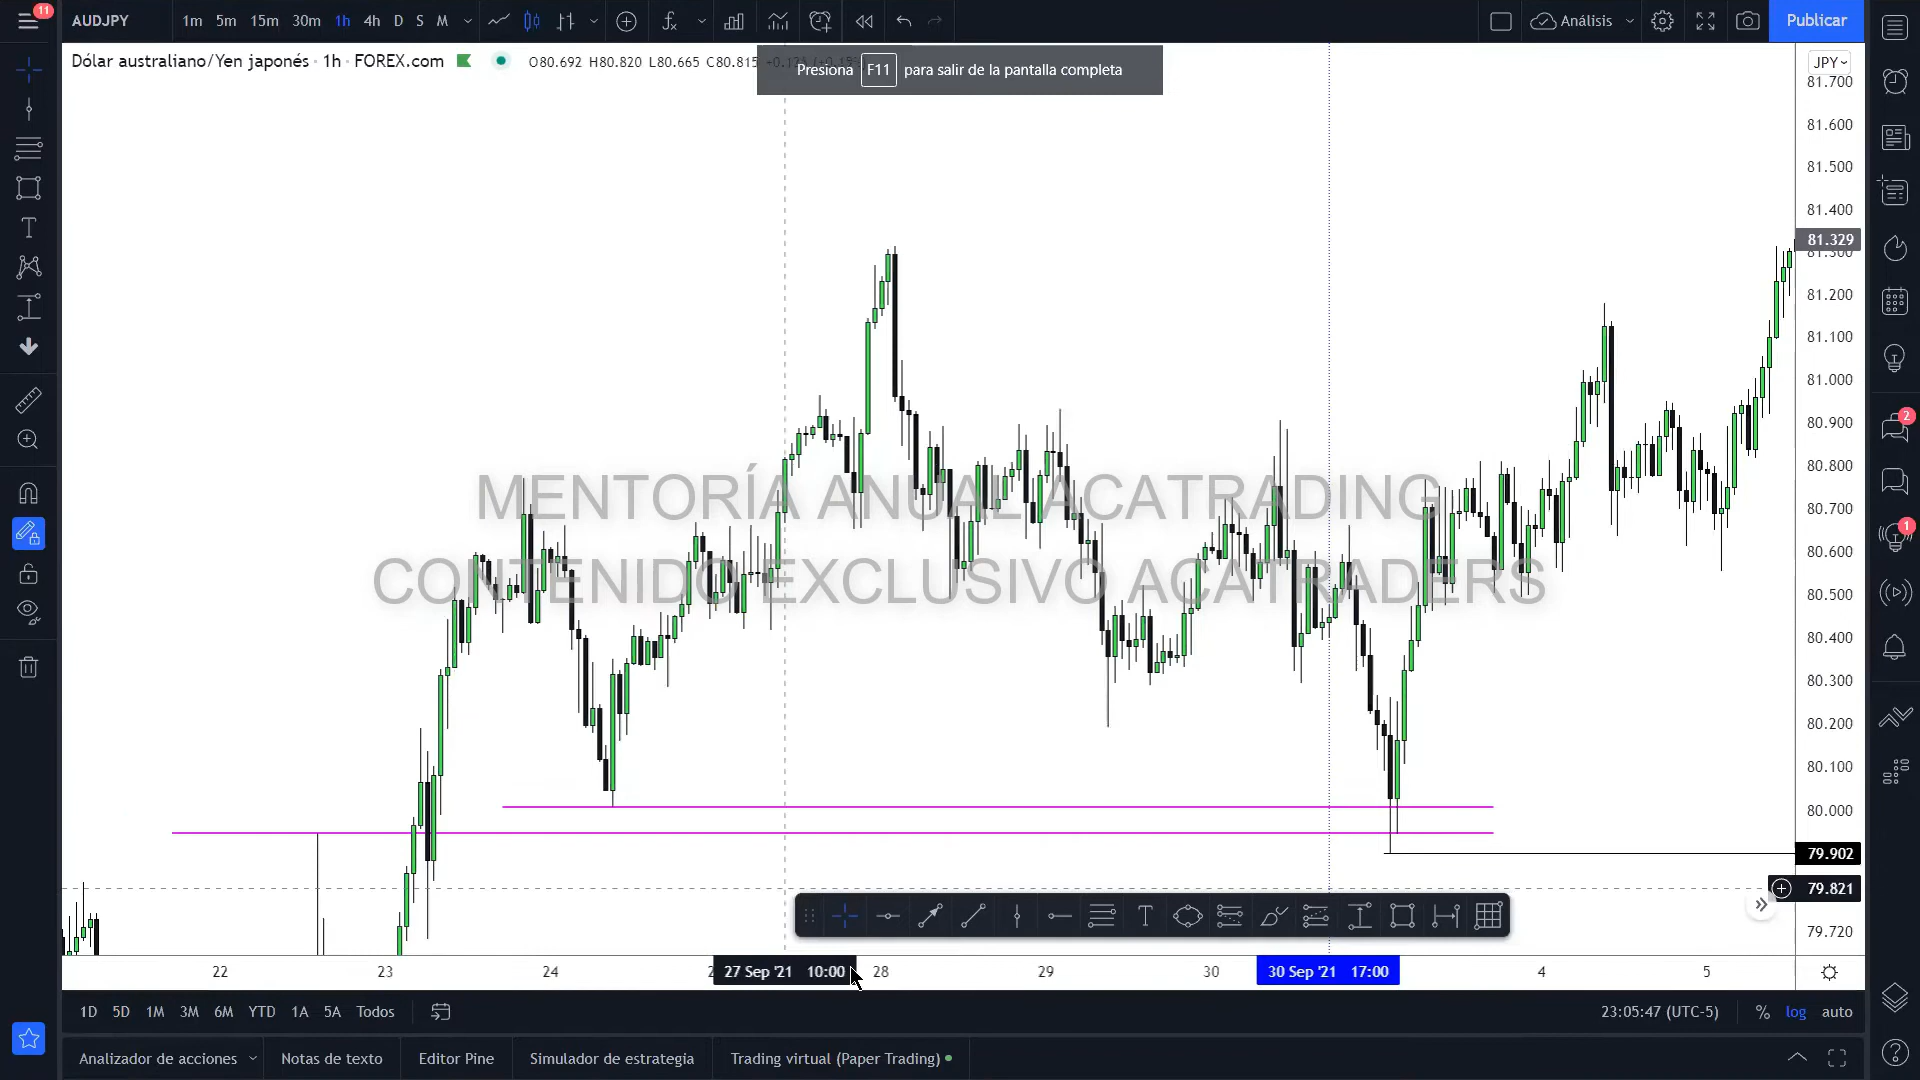 11
AUDJPY
1m 5m 15m 30m 1h 4h D S M
Análisis
Publicar
Dólar australiano/Yen japonés · 1h · FOREX.com
O80.692 H80.820 L80.665 C80.815
Presiona F11 para salir de la pantalla completa
JPY
81.700
81.600
81.500
81.400
81.329
81.300
81.200
81.100
81.000
80.900
80.800
80.700
80.600
80.500
80.400
80.300
80.200
80.100
80.000
79.902
79.821
79.720
MENTORÍA ANUAL ACATRADING
CONTENIDO EXCLUSIVO ACATRADERS
2
1
22 23 24 27 Sep '21 10:00 28 29 30 30 Sep '21 17:00 4 5
1D 5D 1M 3M 6M YTD 1A 5A Todos
23:05:47 (UTC-5) % log auto
Analizador de acciones Notas de texto Editor Pine Simulador de estrategia Trading virtual (Paper Trading)